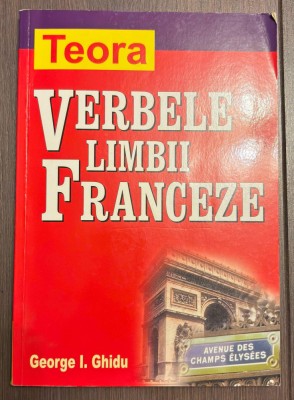 Teora
VERBELE
LIMBII
FRANCEZE
AVENUE DES
CHAMPS ÉLYSÉES
George I. Ghidu